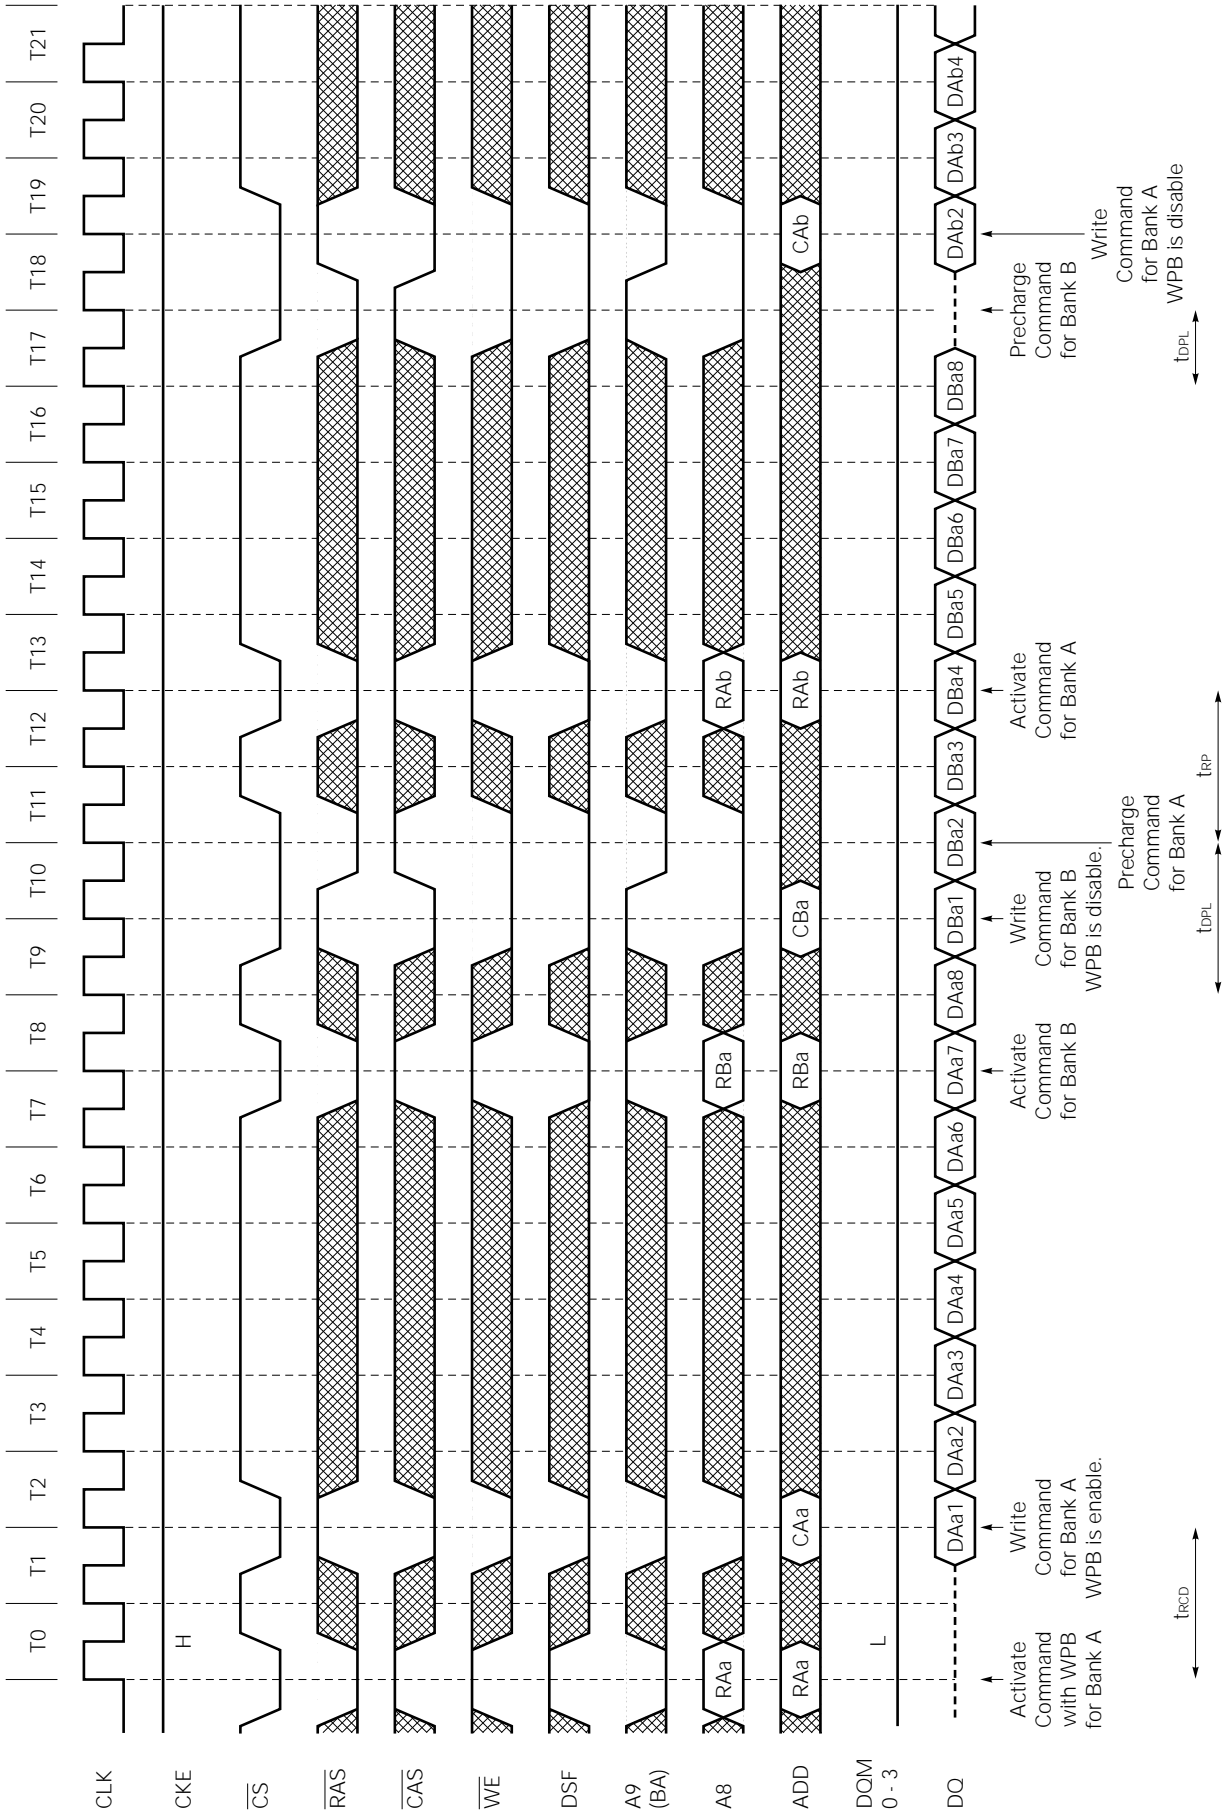 T0 T1 T2 T3 T4 T5 T6 T7 T8 T9 T10 T11 T12 T13 T14 T15 T16 T17 T18 T19 T20 T21
CLK
CKE H
CS
RAS
CAS
WE
DSF
A9
(BA)
A8 RAa RBa RAb
ADD RAa CAa RBa CBa RAb CAb
DQM
0 - 3
L
DQ DAa1 DAa2 DAa3 DAa4 DAa5 DAa6 DAa7 DAa8 DBa1 DBa2 DBa3 DBa4 DBa5 DBa6 DBa7 DBa8 DAb2 DAb3 DAb4
Activate
Command
with WPB
for Bank A
Write
Command
for Bank A
WPB is enable.
Activate
Command
for Bank B
Write
Command
for Bank B
WPB is disable.
Precharge
Command
for Bank A
Activate
Command
for Bank A
Precharge
Command
for Bank B
Write
Command
for Bank A
WPB is disable
tRCD
tDPL
tRP
tDPL